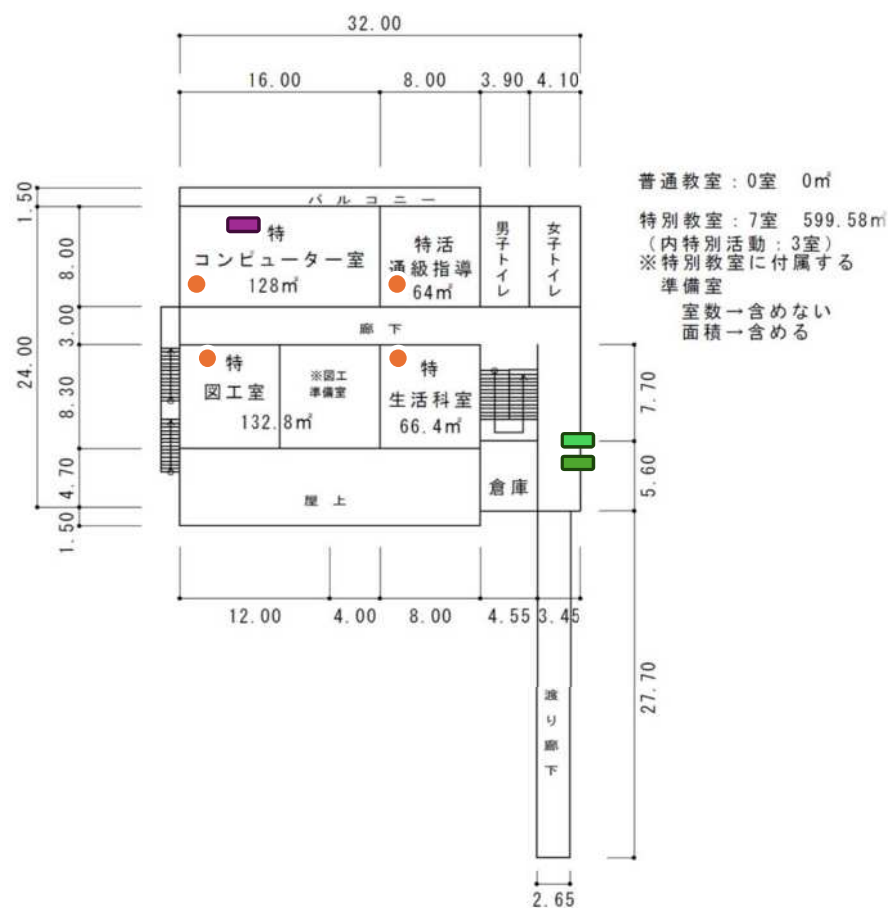 32.00
16.00
8.00
3.90
4.10
1.50
8.00
3.00
24.00
8.30
4.70
1.50
バルコニー
特
コンピューター室
128㎡
特活
通級指導
64㎡
男子トイレ
女子トイレ
廊下
特
図工室
132.8㎡
※図工
準備室
特
生活科室
66.4㎡
倉庫
屋上
7.70
5.60
27.70
12.00
4.00
8.00
4.55
3.45
渡り廊下
2.65
普通教室:0室 0㎡
特別教室:7室 599.58㎡
(内特別活動:3室)
※特別教室に付属する
準備室
室数→含めない
面積→含める